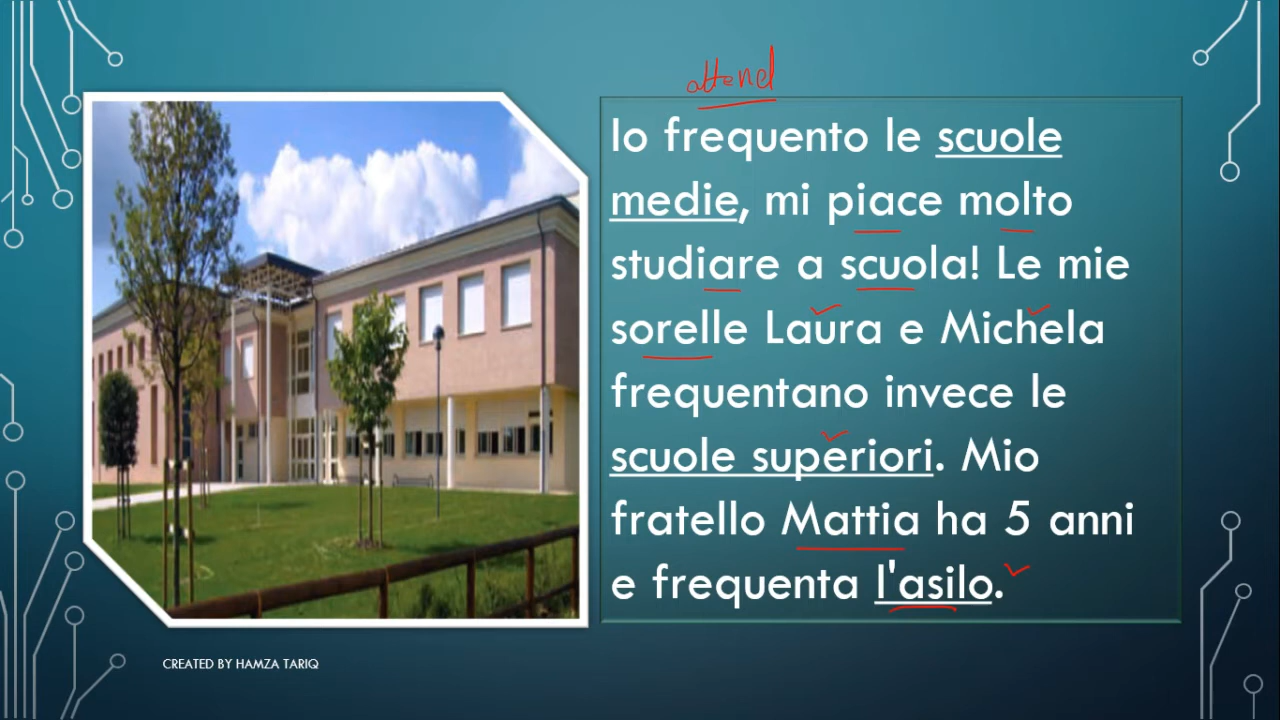 attend
Io frequento le scuole
medie, mi piace molto
studiare a scuola! Le mie
sorelle Laura e Michela
frequentano invece le
scuole superiori. Mio
fratello Mattia ha 5 anni
e frequenta l'asilo.
CREATED BY HAMZA TARIQ